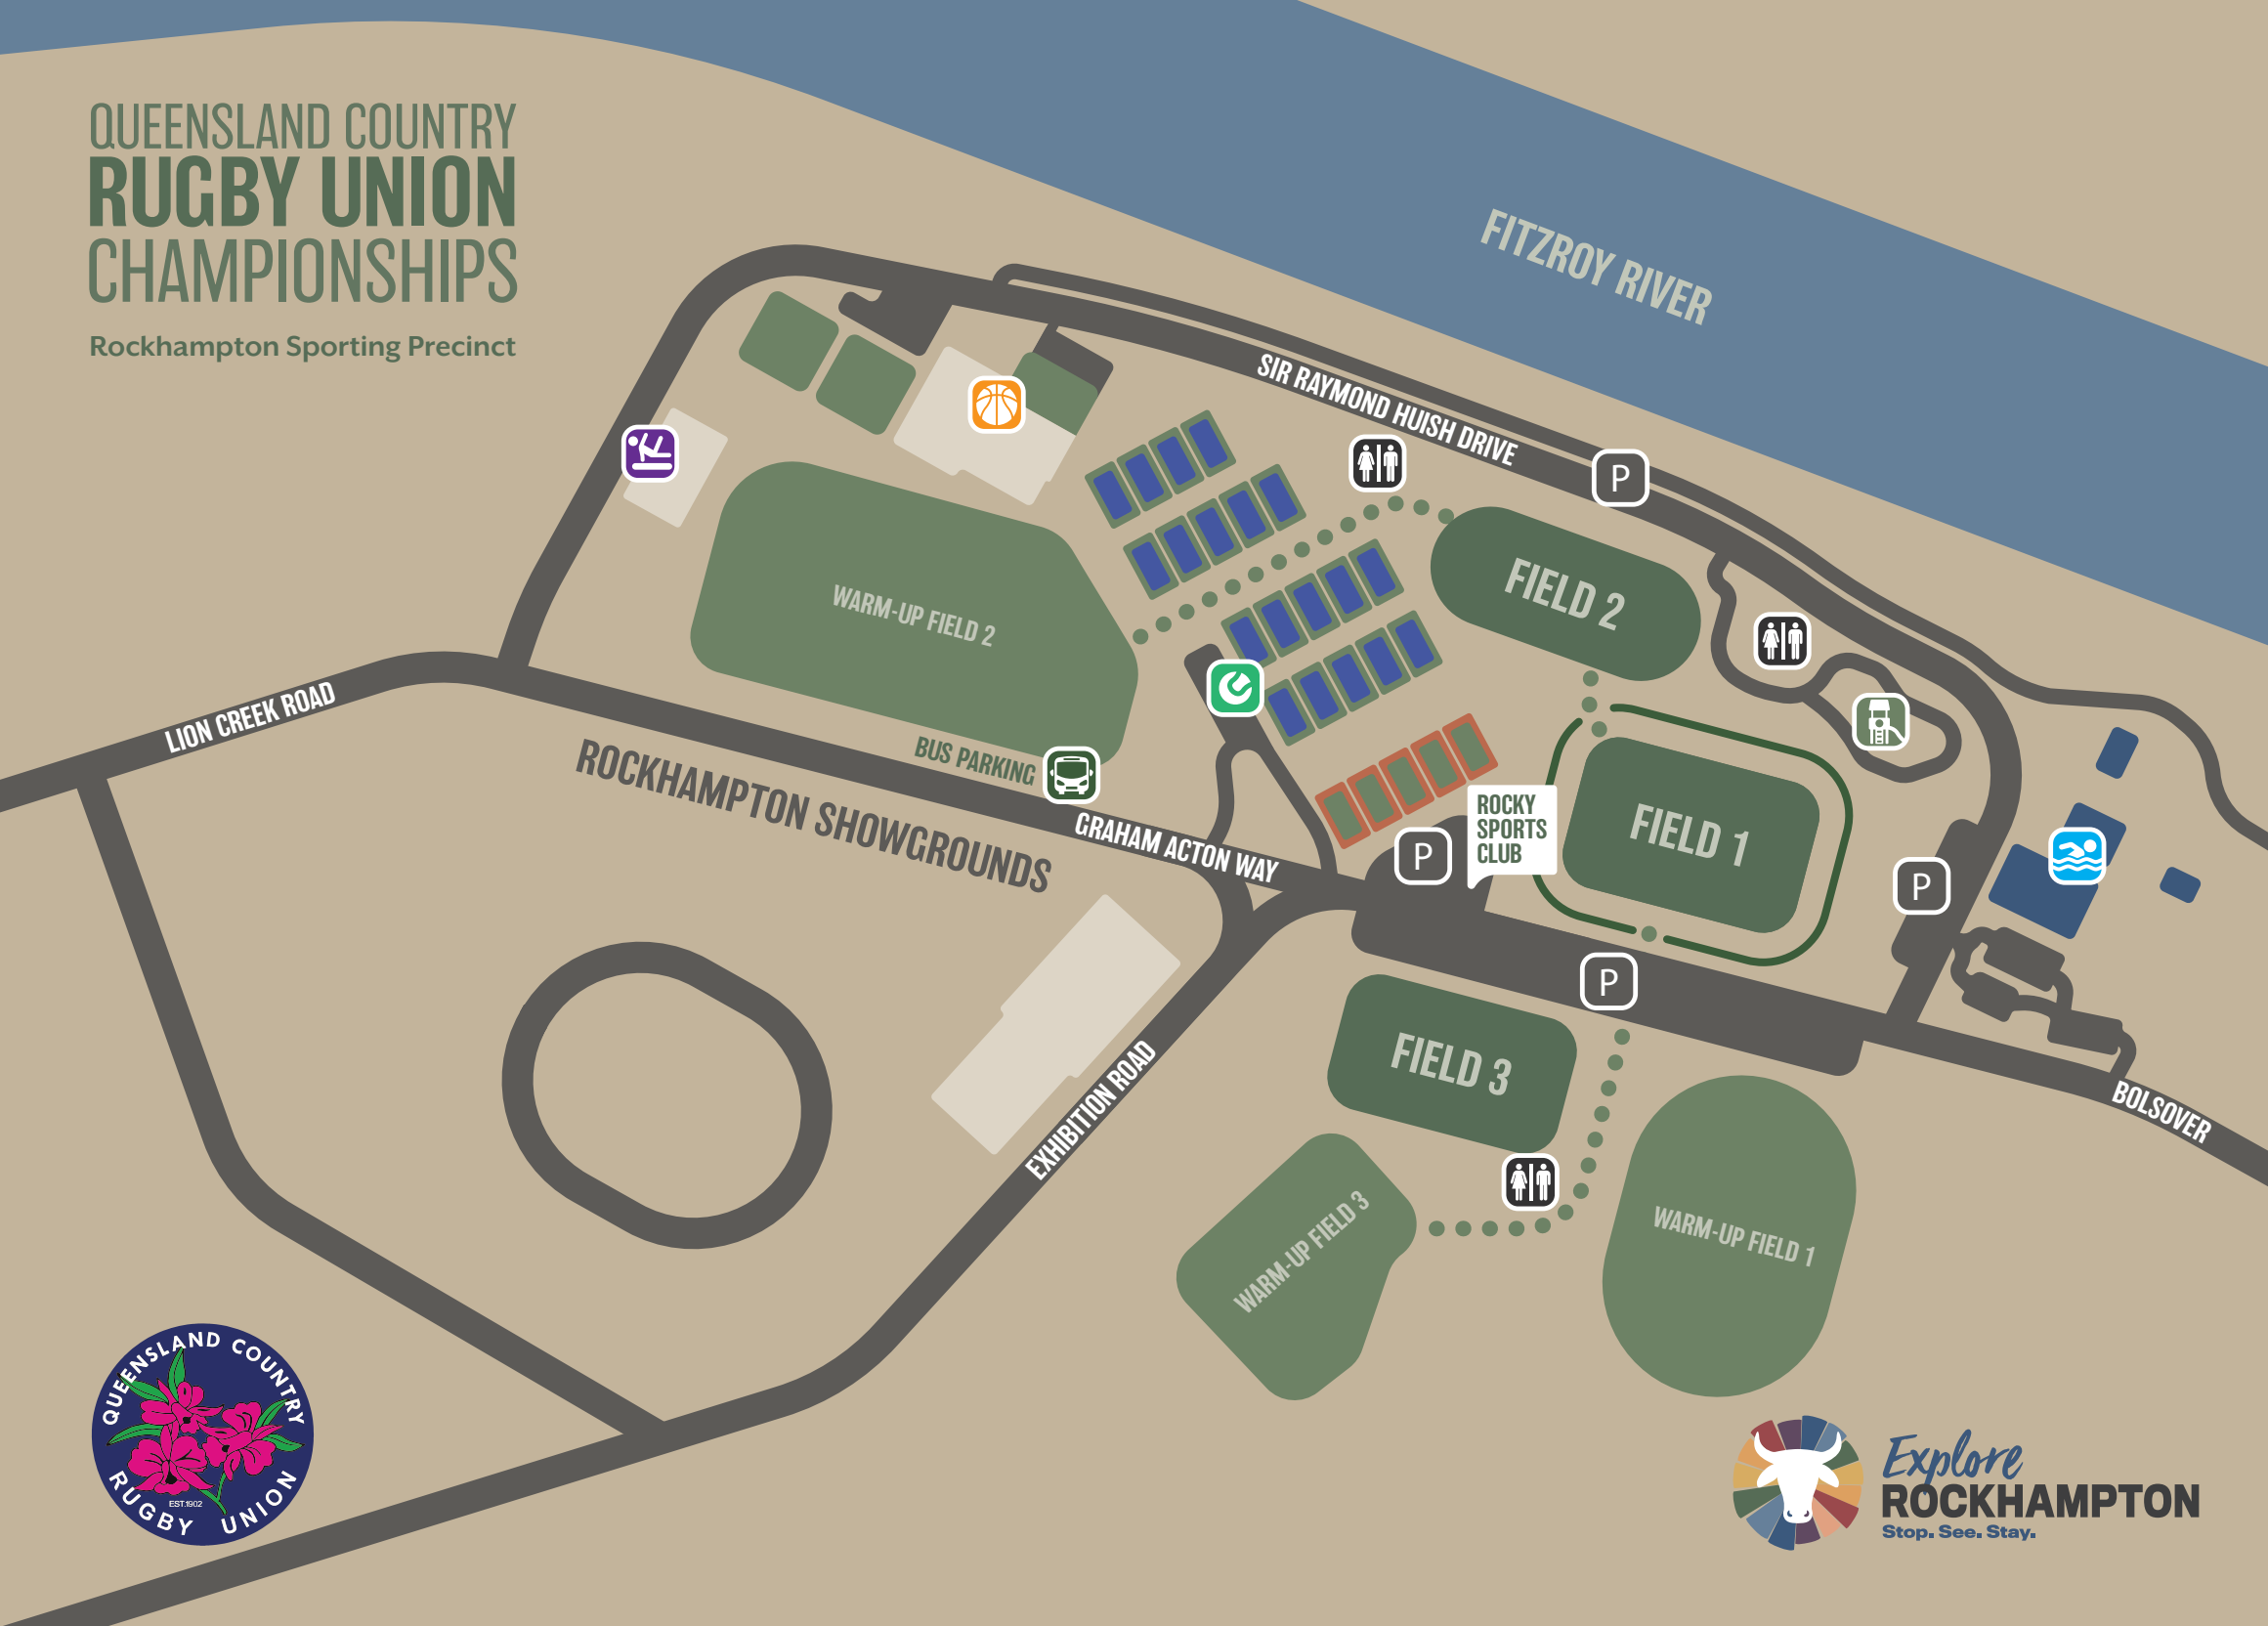 QUEENSLAND COUNTRY
RUGBY UNION
CHAMPIONSHIPS
Rockhampton Sporting Precinct
FITZROY RIVER
SIR RAYMOND HUISH DRIVE
P
FIELD 2
WARM-UP FIELD 2
LION CREEK ROAD
BUS PARKING
ROCKHAMPTON SHOWGROUNDS
GRAHAM ACTON WAY
P
ROCKY
SPORTS
CLUB
FIELD 1
P
P
FIELD 3
EXHIBITION ROAD
BOLSOVER
WARM-UP FIELD 3
WARM-UP FIELD 1
QUEENSLAND COUNTRY
EST.1902
RUGBY UNION
Explore
ROCKHAMPTON
Stop. See. Stay.